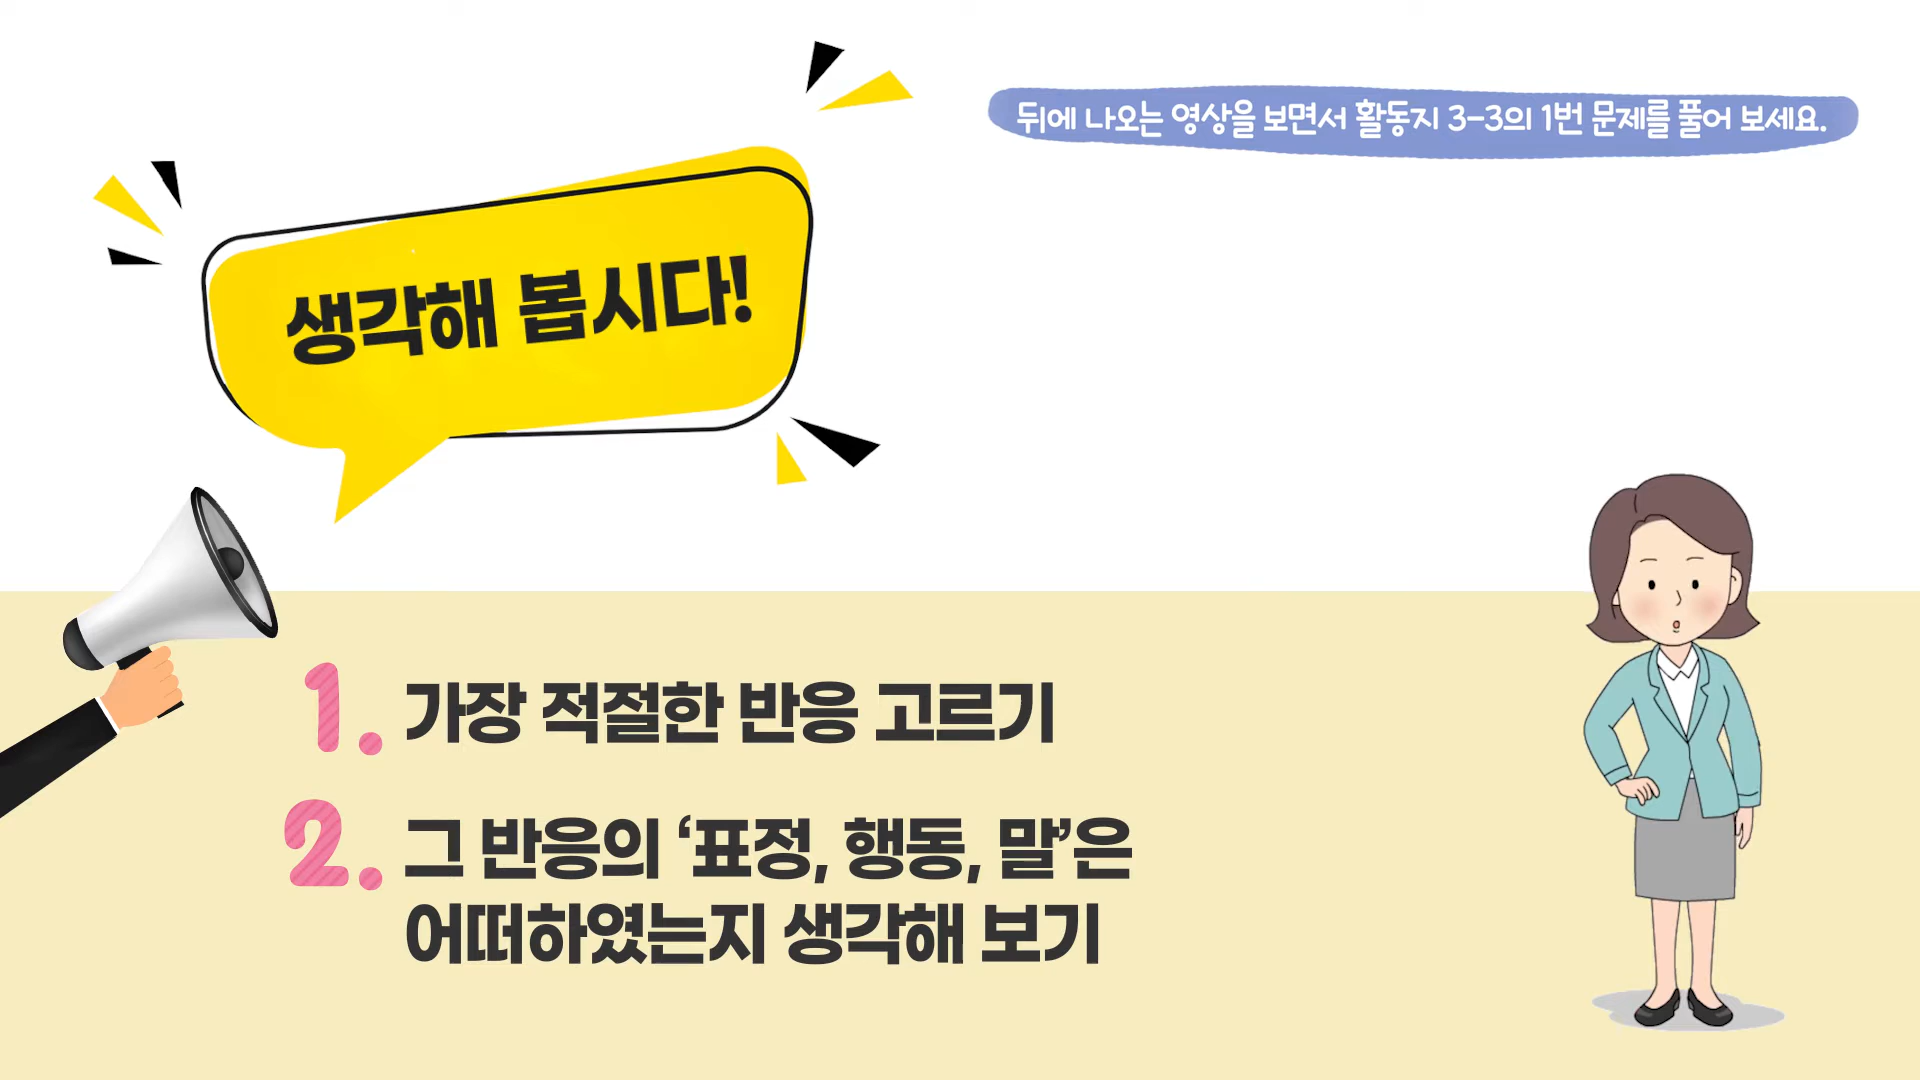 뒤에 나오는 영상을 보면서 활동지 3-3의 1번 문제를 풀어 보세요.
생각해 봅시다!
1. 가장 적절한 반응 고르기
2. 그 반응의 ‘표정, 행동, 말’은
어떠하였는지 생각해 보기